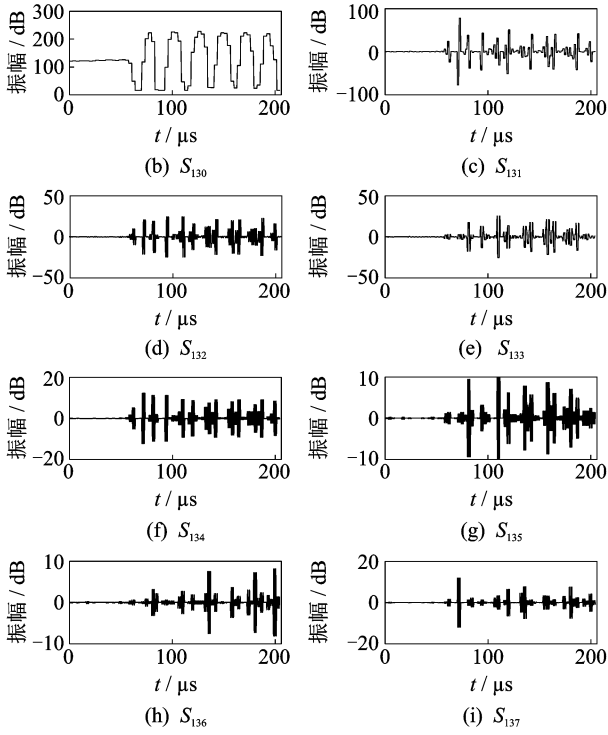 振幅 / dB
300
200
100
0
0
100
200
t / μs
(b) S₁₃₀
振幅 / dB
100
0
−100
0
100
200
t / μs
(c) S₁₃₁
振幅 / dB
50
0
−50
0
100
200
t / μs
(d) S₁₃₂
振幅 / dB
50
0
−50
0
100
200
t / μs
(e) S₁₃₃
振幅 / dB
20
0
−20
0
100
200
t / μs
(f) S₁₃₄
振幅 / dB
10
0
−10
0
100
200
t / μs
(g) S₁₃₅
振幅 / dB
10
0
−10
0
100
200
t / μs
(h) S₁₃₆
振幅 / dB
20
0
−20
0
100
200
t / μs
(i) S₁₃₇